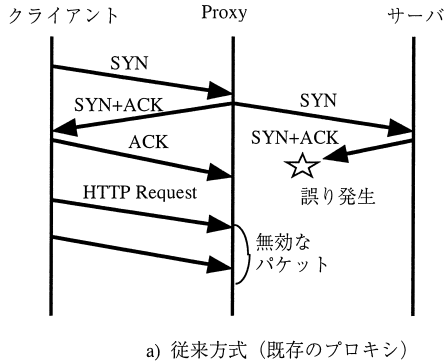 クライアント
Proxy
サーバ
SYN
SYN+ACK
SYN
ACK
SYN+ACK
誤り発生
HTTP Request
無効な
パケット
a) 従来方式（既存のプロキシ）